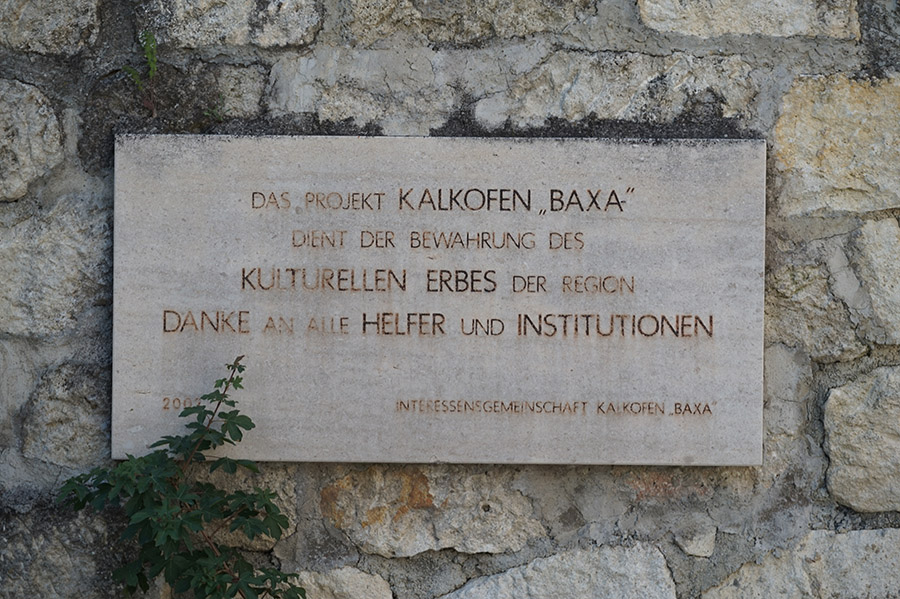 DAS PROJEKT KALKOFEN „BAXA“
DIENT DER BEWAHRUNG DES
KULTURELLEN ERBES DER REGION
DANKE AN ALLE HELFER UND INSTITUTIONEN
INTERESSENSGEMEINSCHAFT KALKOFEN „BAXA“